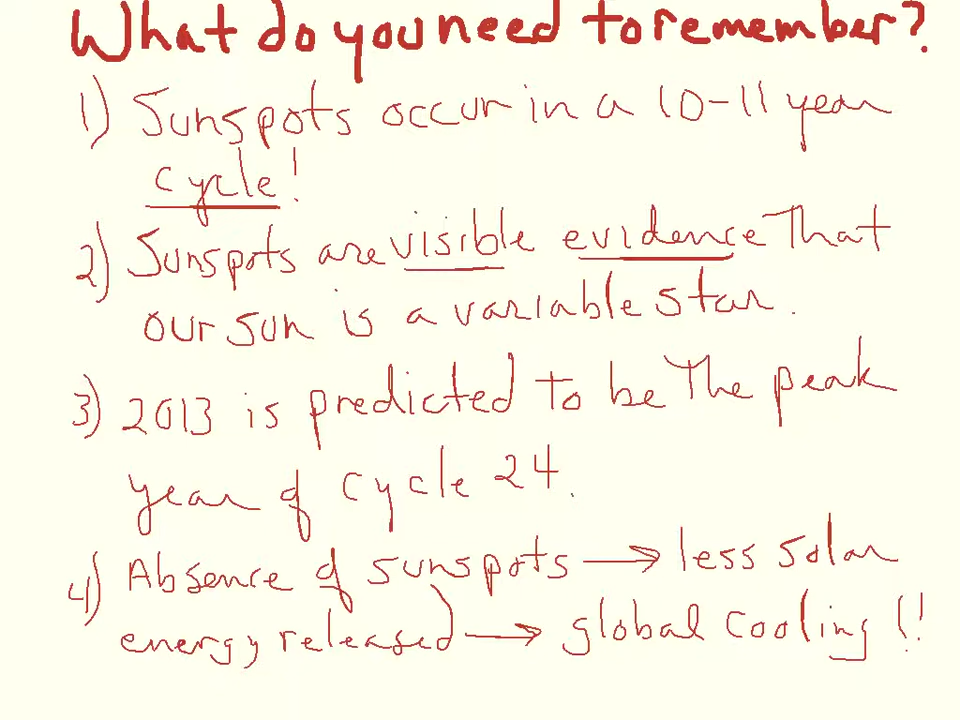 What do you need to remember?
1) Sunspots occur in a 10-11 year
cycle!
2) Sunspots are visible evidence that
our sun is a variable star.
3) 2013 is predicted to be the peak
year of cycle 24.
4) Absence of sunspots → less solar
energy released → global cooling!!